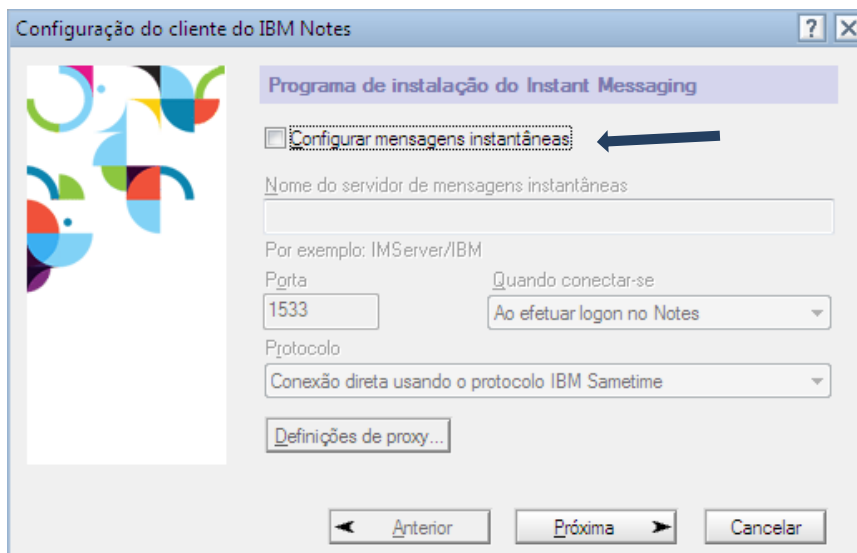 Configuração do cliente do IBM Notes
Programa de instalação do Instant Messaging
Configurar mensagens instantâneas
Nome do servidor de mensagens instantâneas
Por exemplo: IMServer/IBM
Porta
Quando conectar-se
1533
Ao efetuar logon no Notes
Protocolo
Conexão direta usando o protocolo IBM Sametime
Definições de proxy...
Anterior
Próxima
Cancelar